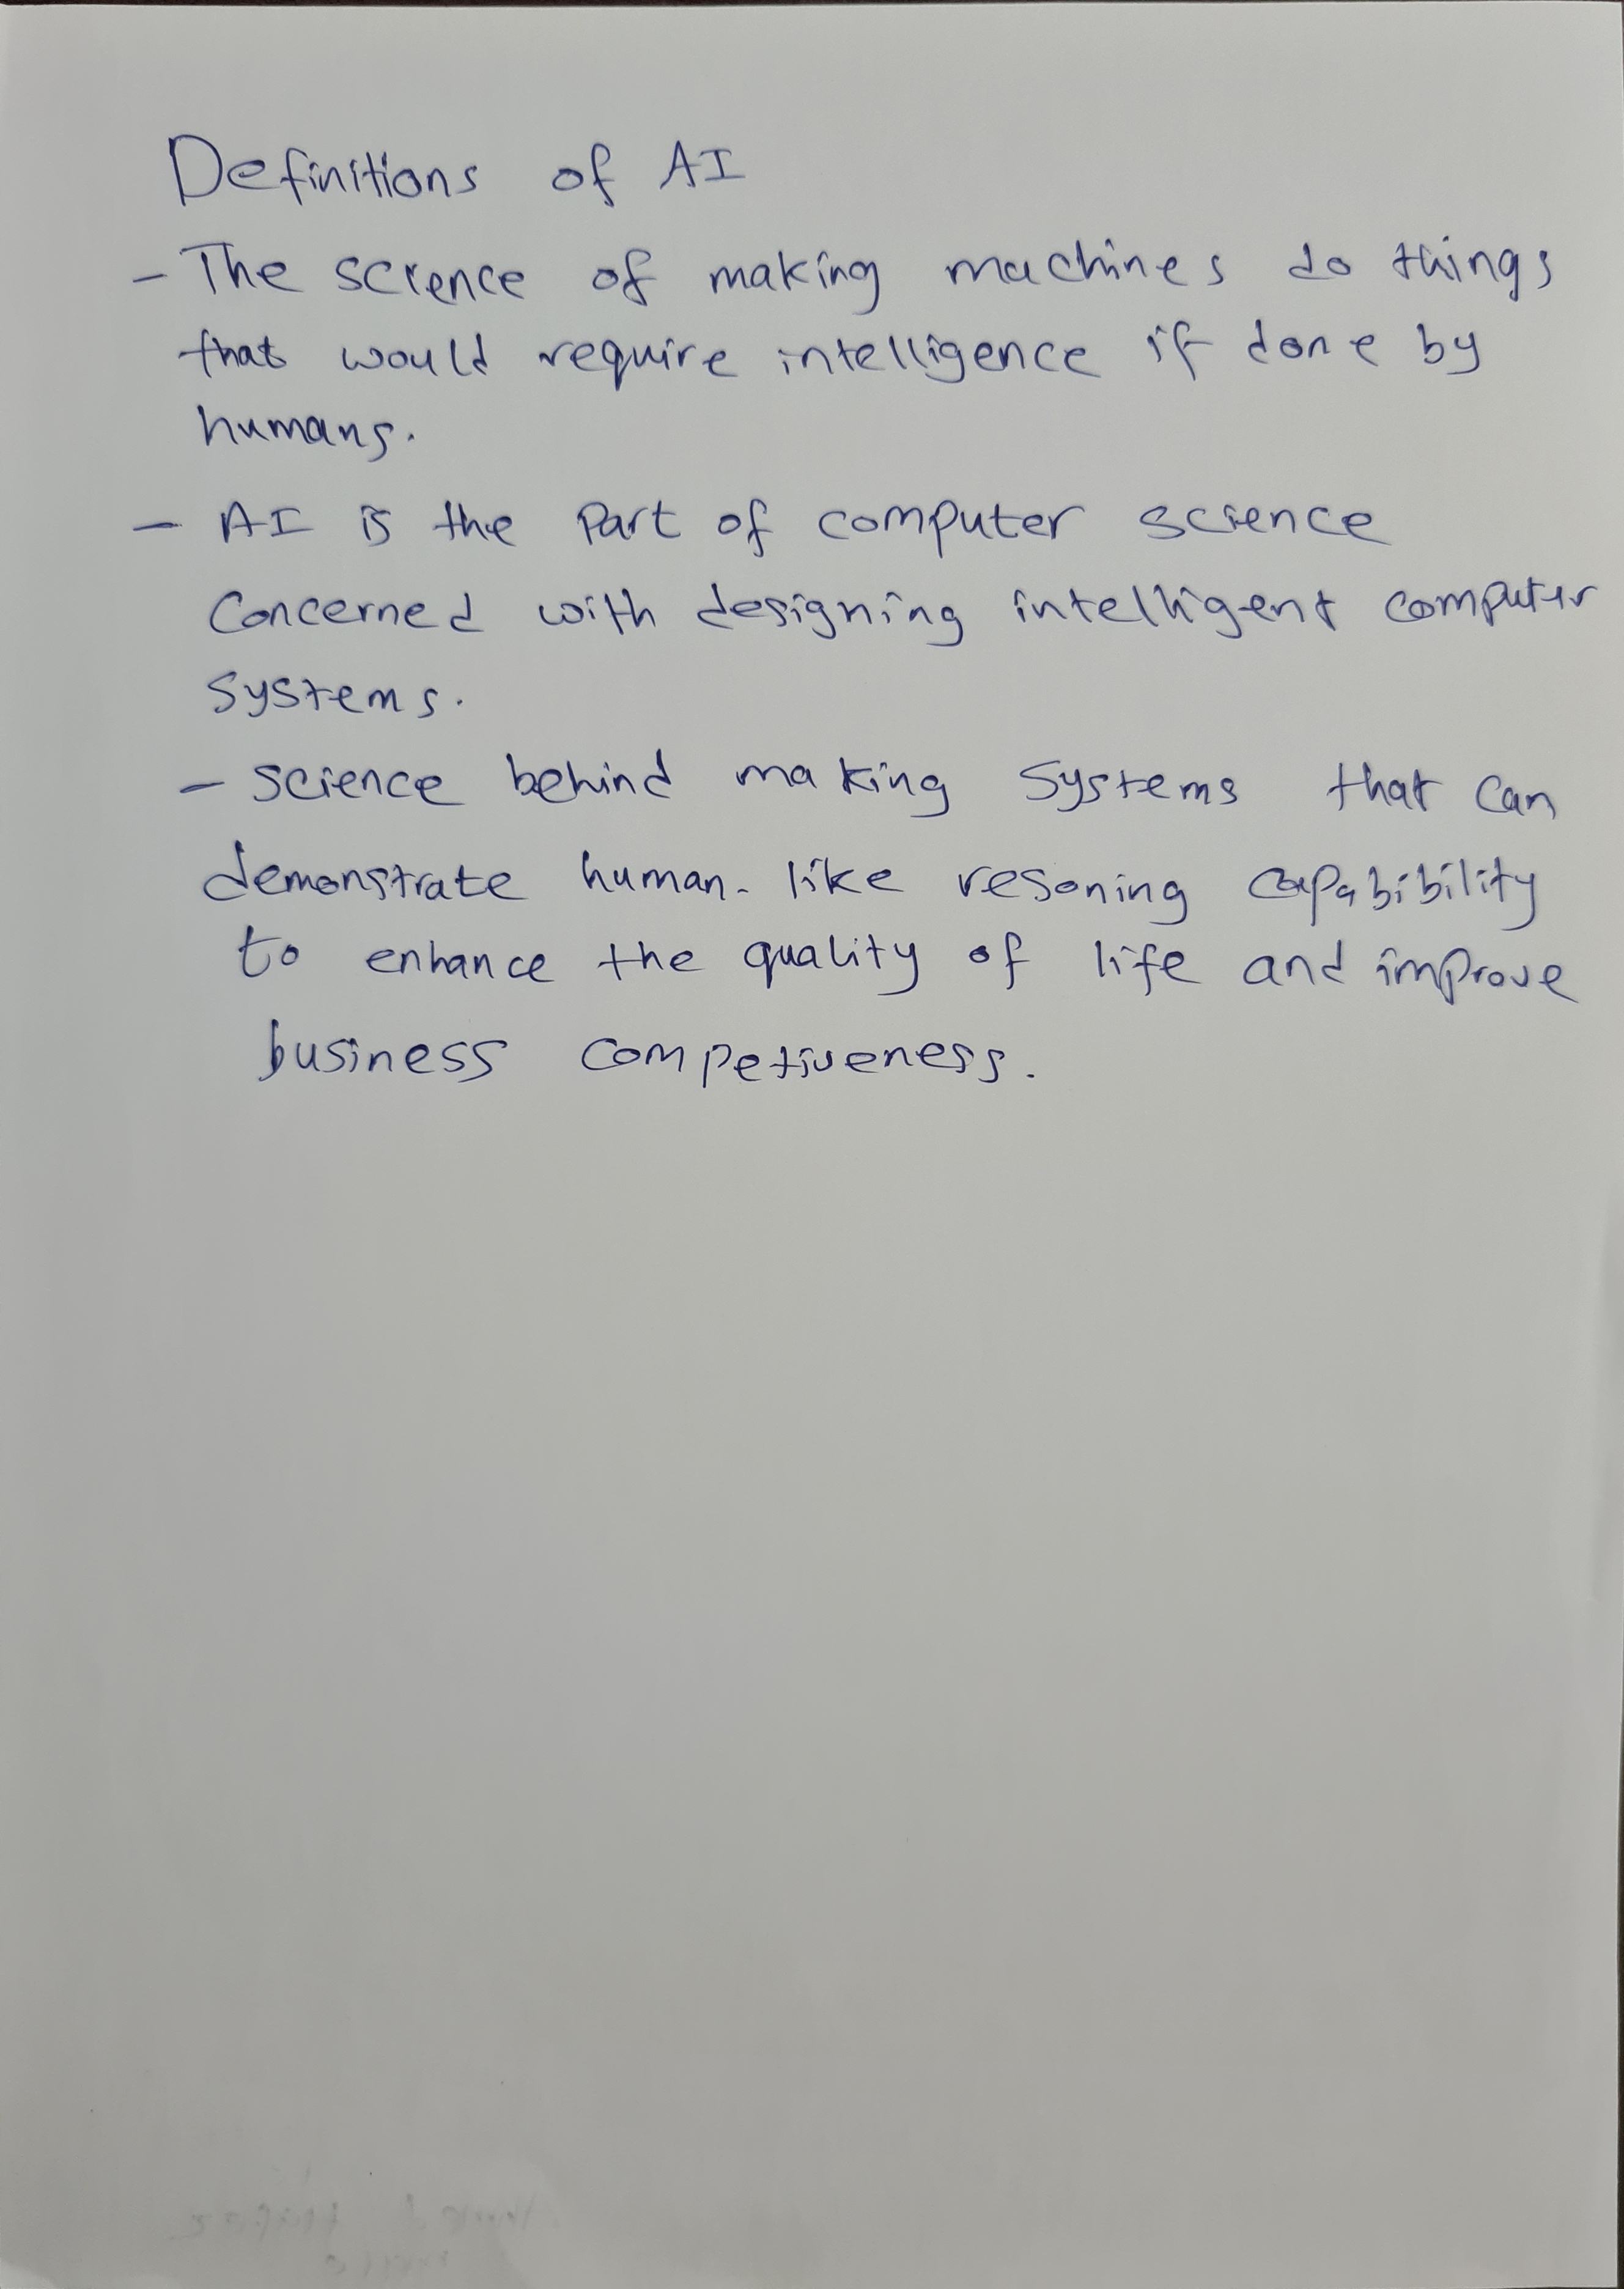 Definitions of AI
- The science of making machines do things
that would require intelligence if done by
humans.
- AI is the Part of computer science
Concerned with designing intelligent computer
Systems.
- Science behind making Systems that can
demonstrate human-like resoning capabibility
to enhance the quality of life and improve
business competiveness.